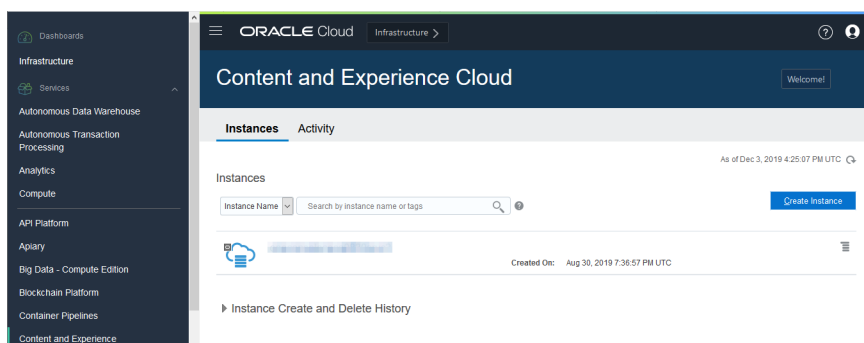 Dashboards
Infrastructure
Services
Autonomous Data Warehouse
Autonomous Transaction
Processing
Analytics
Compute
API Platform
Apiary
Big Data - Compute Edition
Blockchain Platform
Container Pipelines
Content and Experience
ORACLE Cloud
Infrastructure >
Content and Experience Cloud
Welcome!
Instances Activity
As of Dec 3, 2019 4:25:07 PM UTC
Instances
Instance Name Search by instance name or tags
Create Instance
Created On: Aug 30, 2019 7:36:57 PM UTC
Instance Create and Delete History